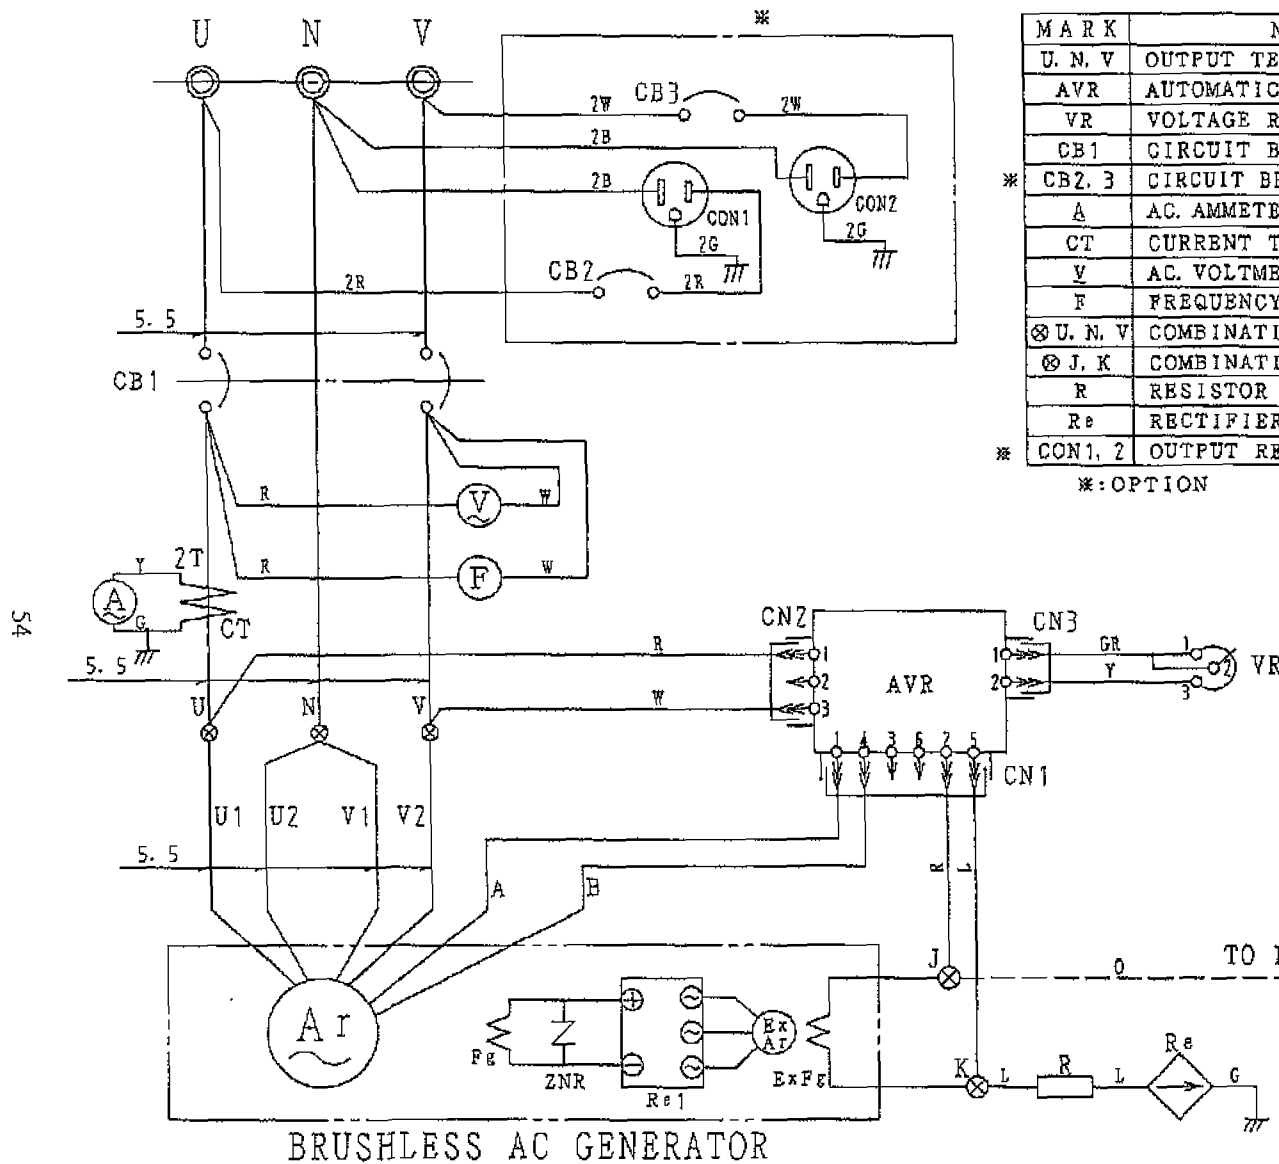 ※
U N V
MARK N
U. N. V OUTPUT TE
AVR AUTOMATIC
VR VOLTAGE R
CB1 CIRCUIT B
※ CB2, 3 CIRCUIT BR
A AC. AMMETE
CT CURRENT T
V AC. VOLTME
F FREQUENCY
⊗ U. N. V COMBINATI
⊗ J. K COMBINATI
R RESISTOR
Re RECTIFIER
※ CON1, 2 OUTPUT RE
※:OPTION
2W CB3 2W
2B
2B
CON1 CON2
2G 2G
CB2
2R 2R
5. 5
CB1
R V W
R F W
Y 2T
A
G CT
54
5. 5
U N V
R
W
CN2 CN3
1 2 3
AVR
1 2
GR
Y
1 2 3 VR
1 4 3 6 2 5
CN1
U1 U2 V1 V2
5. 5
A B
R L
J O TO
Ar
Fg ZNR Re1
Ex Ar
ExFg
K L R L Re G
BRUSHLESS AC GENERATOR